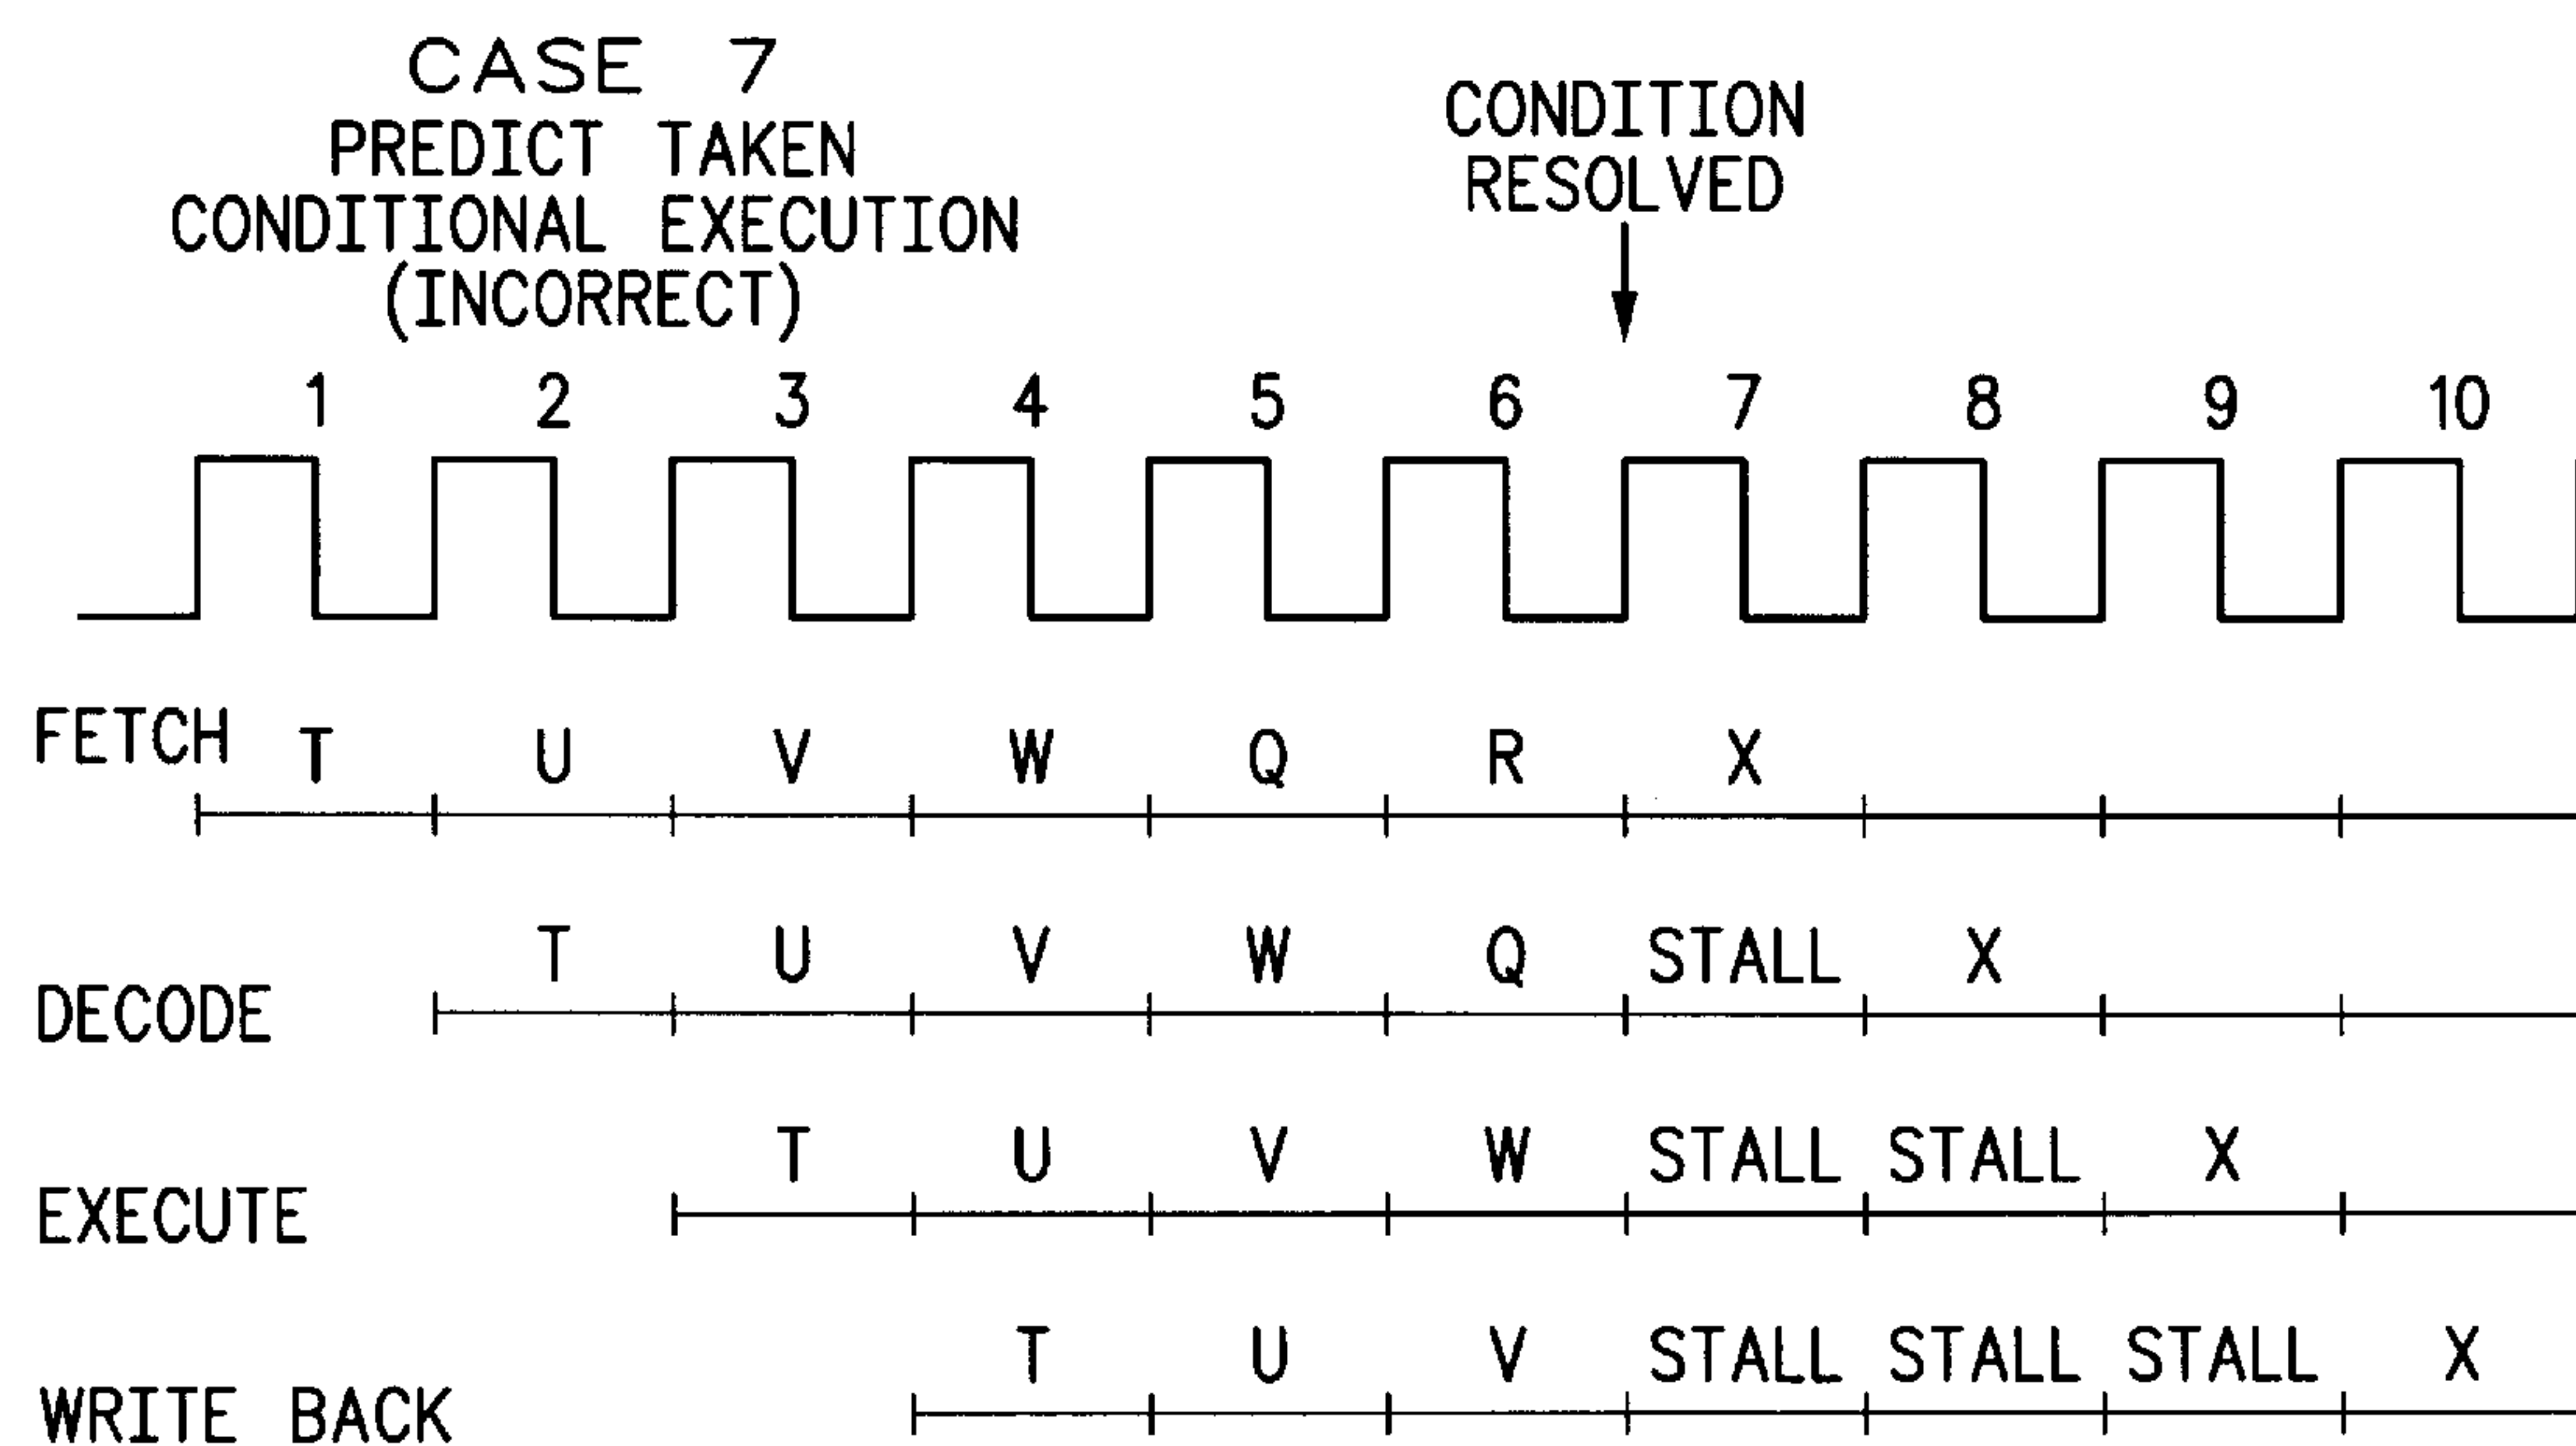 CASE 7
PREDICT TAKEN
CONDITIONAL EXECUTION
(INCORRECT)
CONDITION
RESOLVED
1 2 3 4 5 6 7 8 9 10
FETCH T U V W Q R X
DECODE T U V W Q STALL X
EXECUTE T U V W STALL STALL X
WRITE BACK T U V STALL STALL STALL X